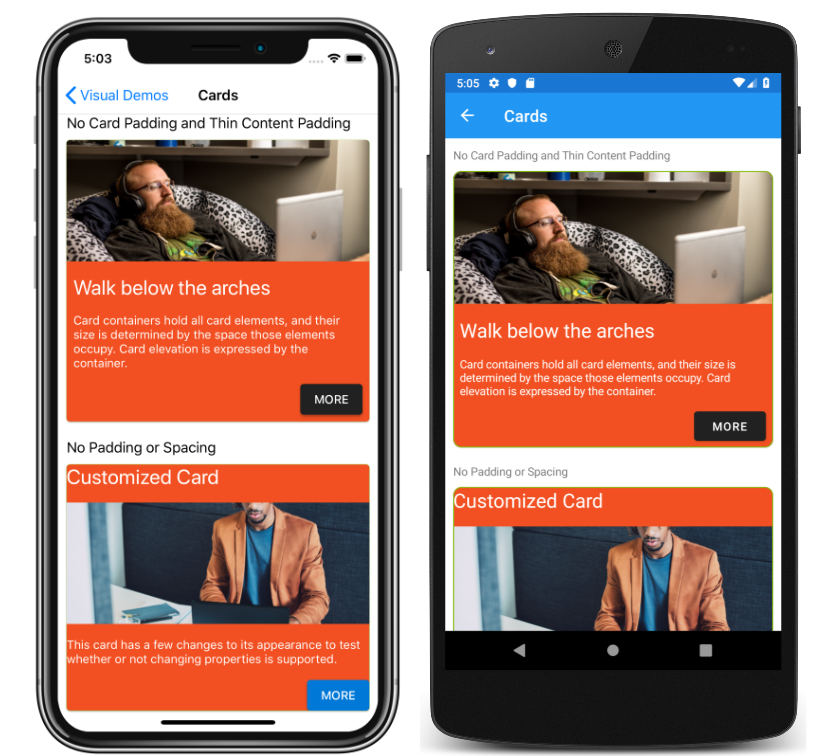 5:03
Visual Demos
Cards
No Card Padding and Thin Content Padding
Walk below the arches
Card containers hold all card elements, and their
size is determined by the space those elements
occupy. Card elevation is expressed by the
container.
MORE
No Padding or Spacing
Customized Card
This card has a few changes to its appearance to test
whether or not changing properties is supported.
MORE
5:05
Cards
No Card Padding and Thin Content Padding
Walk below the arches
Card containers hold all card elements, and their size is
determined by the space those elements occupy. Card
elevation is expressed by the container.
MORE
No Padding or Spacing
Customized Card